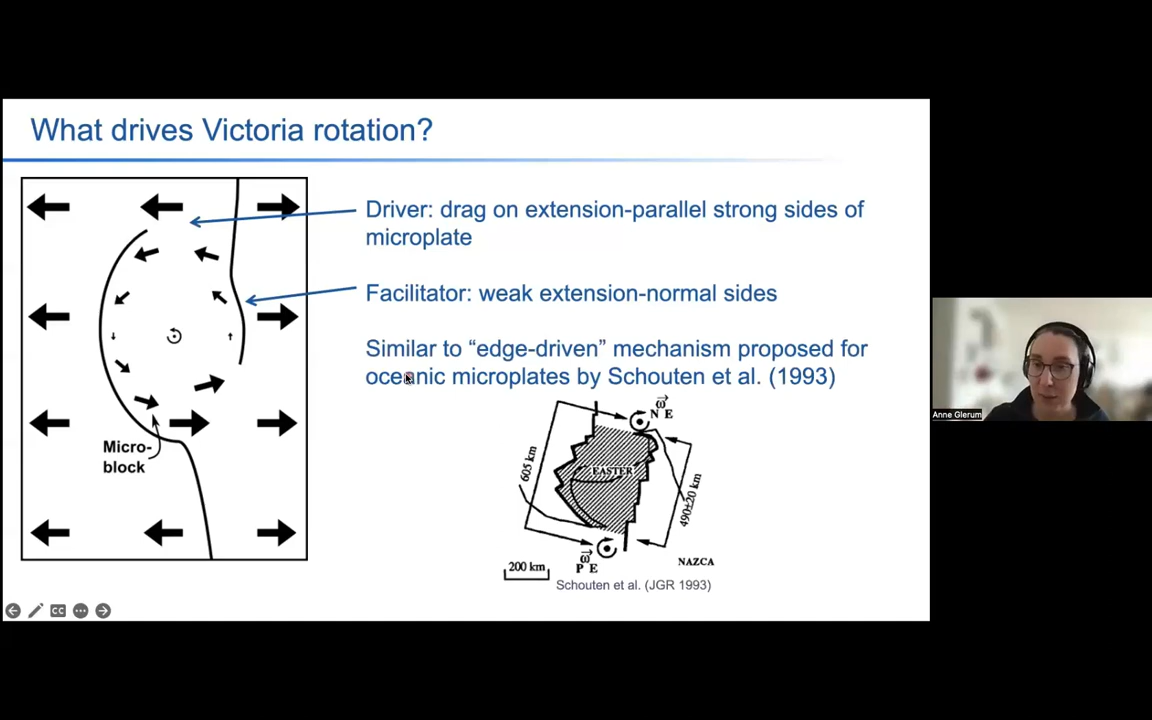 What drives Victoria rotation?
Driver: drag on extension-parallel strong sides of
microplate
Facilitator: weak extension-normal sides
Similar to “edge-driven” mechanism proposed for
oceanic microplates by Schouten et al. (1993)
Micro-
block
ω
N E
605 km
EASTER
490±20 km
ω
P E
NAZCA
200 km
Schouten et al. (JGR 1993)
CC
Anne Glerum